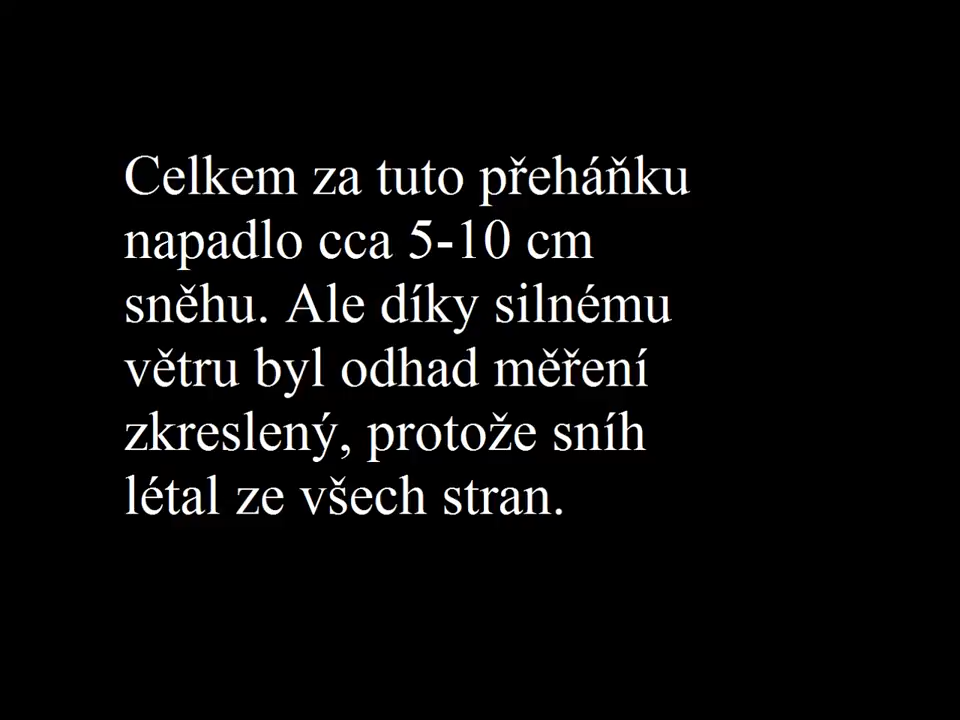 Celkem za tuto přeháňku
napadlo cca 5-10 cm
sněhu. Ale díky silnému
větru byl odhad měření
zkreslený, protože sníh
létal ze všech stran.